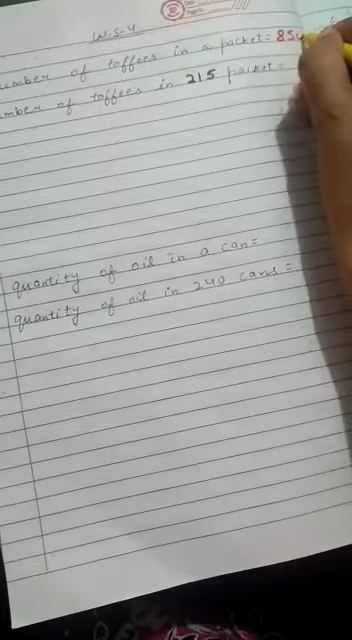 W.S-4
umber of toffees in a packet = 854
mber of toffees in 215 packet =
quantity of oil in a can =
quantity of oil in 240 cans =